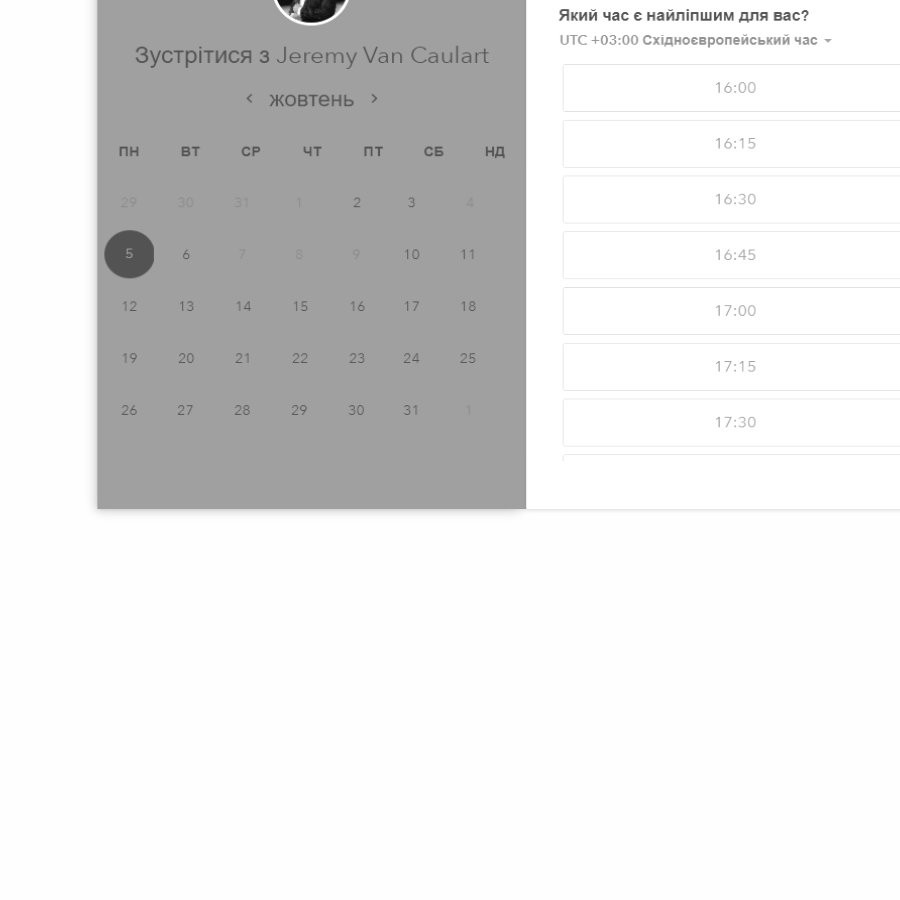 Зустрітися з Jeremy Van Caulart
жовтень
ПН ВТ СР ЧТ ПТ СБ НД
29 30 31 1 2 3 4
5 6 7 8 9 10 11
12 13 14 15 16 17 18
19 20 21 22 23 24 25
26 27 28 29 30 31 1
Який час є найліпшим для вас?
UTC +03:00 Східноєвропейський час
16:00
16:15
16:30
16:45
17:00
17:15
17:30